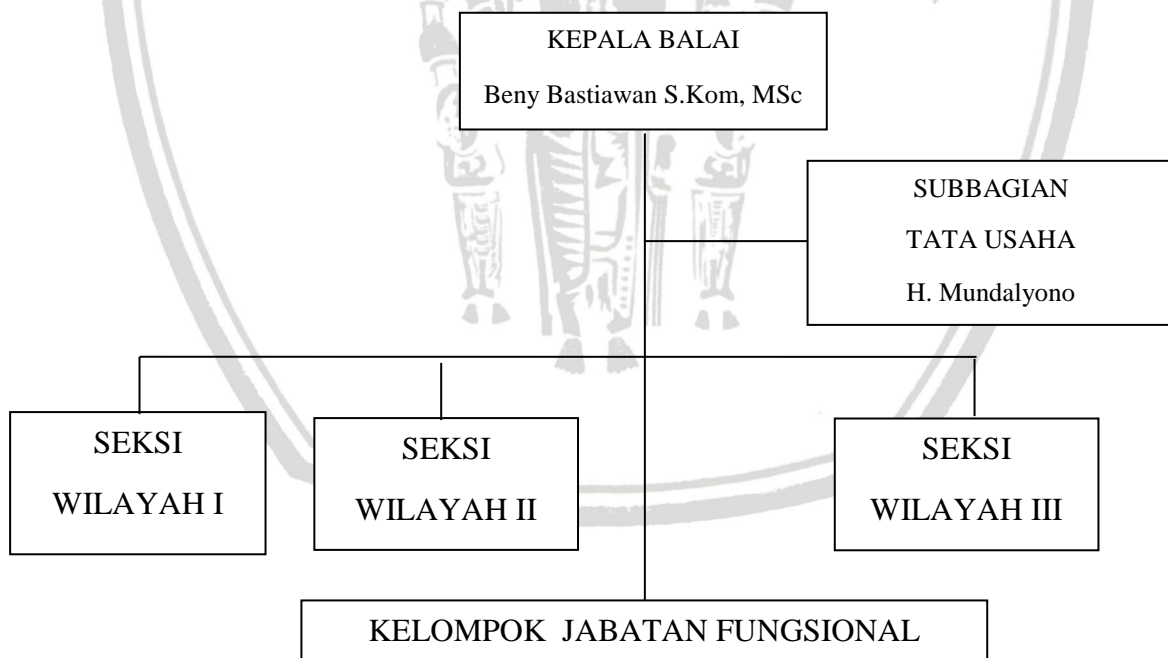 KEPALA BALAI
Beny Bastiawan S.Kom, MSc
SUBBAGIAN
TATA USAHA
H. Mundalyono
SEKSI
WILAYAH I
SEKSI
WILAYAH II
SEKSI
WILAYAH III
KELOMPOK JABATAN FUNGSIONAL